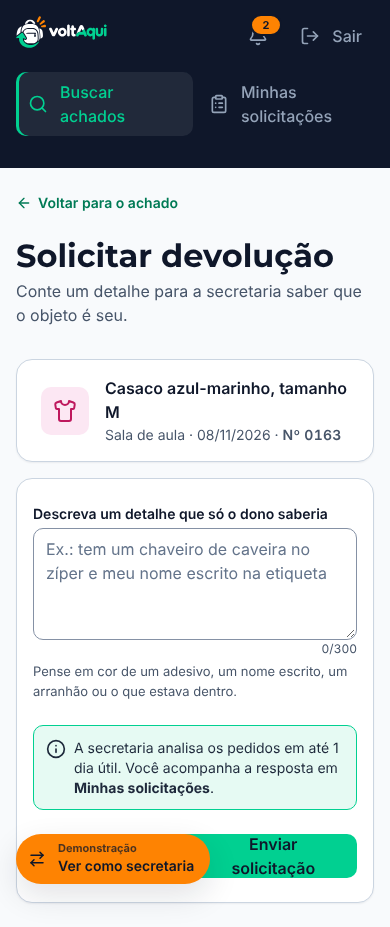 voltAqui
2
Sair
Buscar
achados
Minhas
solicitações
Voltar para o achado
Solicitar devolução
Conte um detalhe para a secretaria saber que
o objeto é seu.
Casaco azul-marinho, tamanho
M
Sala de aula · 08/11/2026 · Nº 0163
Descreva um detalhe que só o dono saberia
Ex.: tem um chaveiro de caveira no
zíper e meu nome escrito na etiqueta
0/300
Pense em cor de um adesivo, um nome escrito, um
arranhão ou o que estava dentro.
A secretaria analisa os pedidos em até 1
dia útil. Você acompanha a resposta em
Minhas solicitações.
Demonstração
Ver como secretaria
Enviar
solicitação